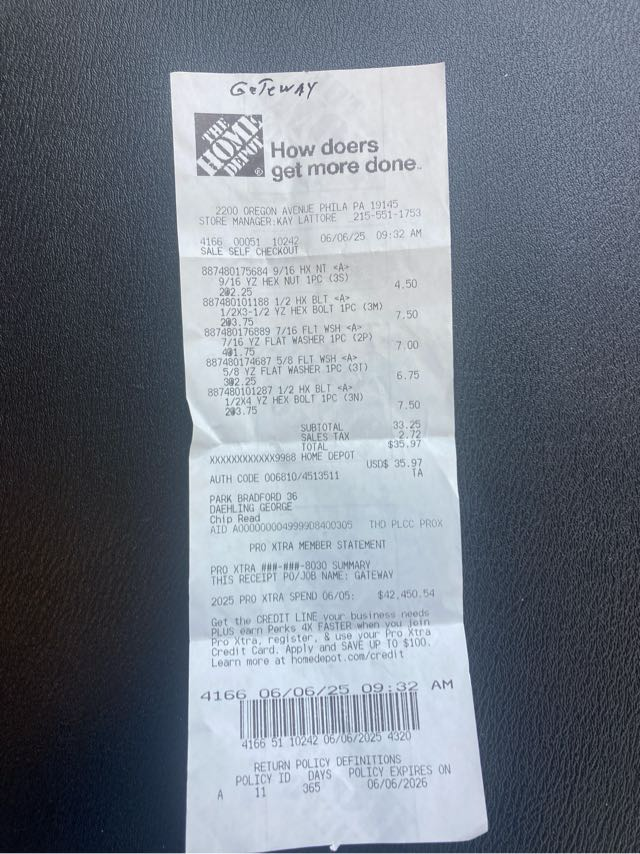 GeTewAY
THE HOME DEPOT
How doers
get more done.
2200 OREGON AVENUE PHILA PA 19145
STORE MANAGER:KAY LATTORE 215-551-1753
4166 00051 10242 06/06/25 09:32 AM
SALE SELF CHECKOUT
887480175684 9/16 HX NT <A>
9/16 YZ HEX NUT 1PC (3S)
2@2.25 4.50
887480101188 1/2 HX BLT <A>
1/2X3-1/2 YZ HEX BOLT 1PC (3M)
2@3.75 7.50
887480176889 7/16 FLT WSH <A>
7/16 YZ FLAT WASHER 1PC (2P)
4@1.75 7.00
887480174687 5/8 FLT WSH <A>
5/8 YZ FLAT WASHER 1PC (3T)
3@2.25 6.75
887480101287 1/2 HX BLT <A>
1/2X4 YZ HEX BOLT 1PC (3N)
2@3.75 7.50
SUBTOTAL 33.25
SALES TAX 2.72
TOTAL $35.97
XXXXXXXXXXXX9988 HOME DEPOT
USD$ 35.97
AUTH CODE 006810/4513511 TA
PARK BRADFORD 36
DAEHLING GEORGE
Chip Read
AID A000000004999908400305 THD PLCC PROX
PRO XTRA MEMBER STATEMENT
PRO XTRA ###-###-8030 SUMMARY
THIS RECEIPT PO/JOB NAME: GATEWAY
2025 PRO XTRA SPEND 06/05: $42,450.54
Get the CREDIT LINE your business needs
PLUS earn Perks 4X FASTER when you join
Pro Xtra, register, & use your Pro Xtra
Credit Card. Apply and SAVE UP TO $100.
Learn more at homedepot.com/credit
4166 06/06/25 09:32 AM
4166 51 10242 06/06/2025 4320
RETURN POLICY DEFINITIONS
POLICY ID DAYS POLICY EXPIRES ON
A 11 365 06/06/2026